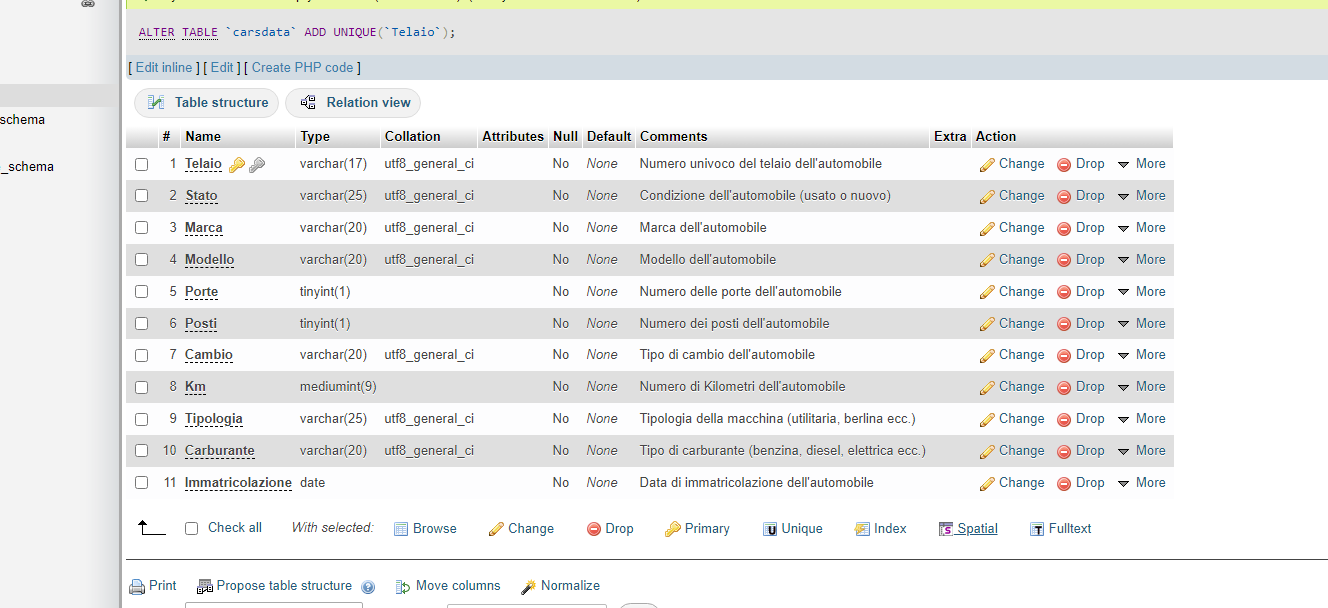 ALTER TABLE `carsdata` ADD UNIQUE(`Telaio`);
[ Edit inline ] [ Edit ] [ Create PHP code ]
schema
_schema
Table structure Relation view
# Name Type Collation Attributes Null Default Comments Extra Action
1 Telaio varchar(17) utf8_general_ci No None Numero univoco del telaio dell'automobile Change Drop More
2 Stato varchar(25) utf8_general_ci No None Condizione dell'automobile (usato o nuovo) Change Drop More
3 Marca varchar(20) utf8_general_ci No None Marca dell'automobile Change Drop More
4 Modello varchar(20) utf8_general_ci No None Modello dell'automobile Change Drop More
5 Porte tinyint(1) No None Numero delle porte dell'automobile Change Drop More
6 Posti tinyint(1) No None Numero dei posti dell'automobile Change Drop More
7 Cambio varchar(20) utf8_general_ci No None Tipo di cambio dell'automobile Change Drop More
8 Km mediumint(9) No None Numero di Kilometri dell'automobile Change Drop More
9 Tipologia varchar(25) utf8_general_ci No None Tipologia della macchina (utilitaria, berlina ecc.) Change Drop More
10 Carburante varchar(20) utf8_general_ci No None Tipo di carburante (benzina, diesel, elettrica ecc.) Change Drop More
11 Immatricolazione date No None Data di immatricolazione dell'automobile Change Drop More
Check all With selected: Browse Change Drop Primary Unique Index Spatial Fulltext
Print Propose table structure Move columns Normalize